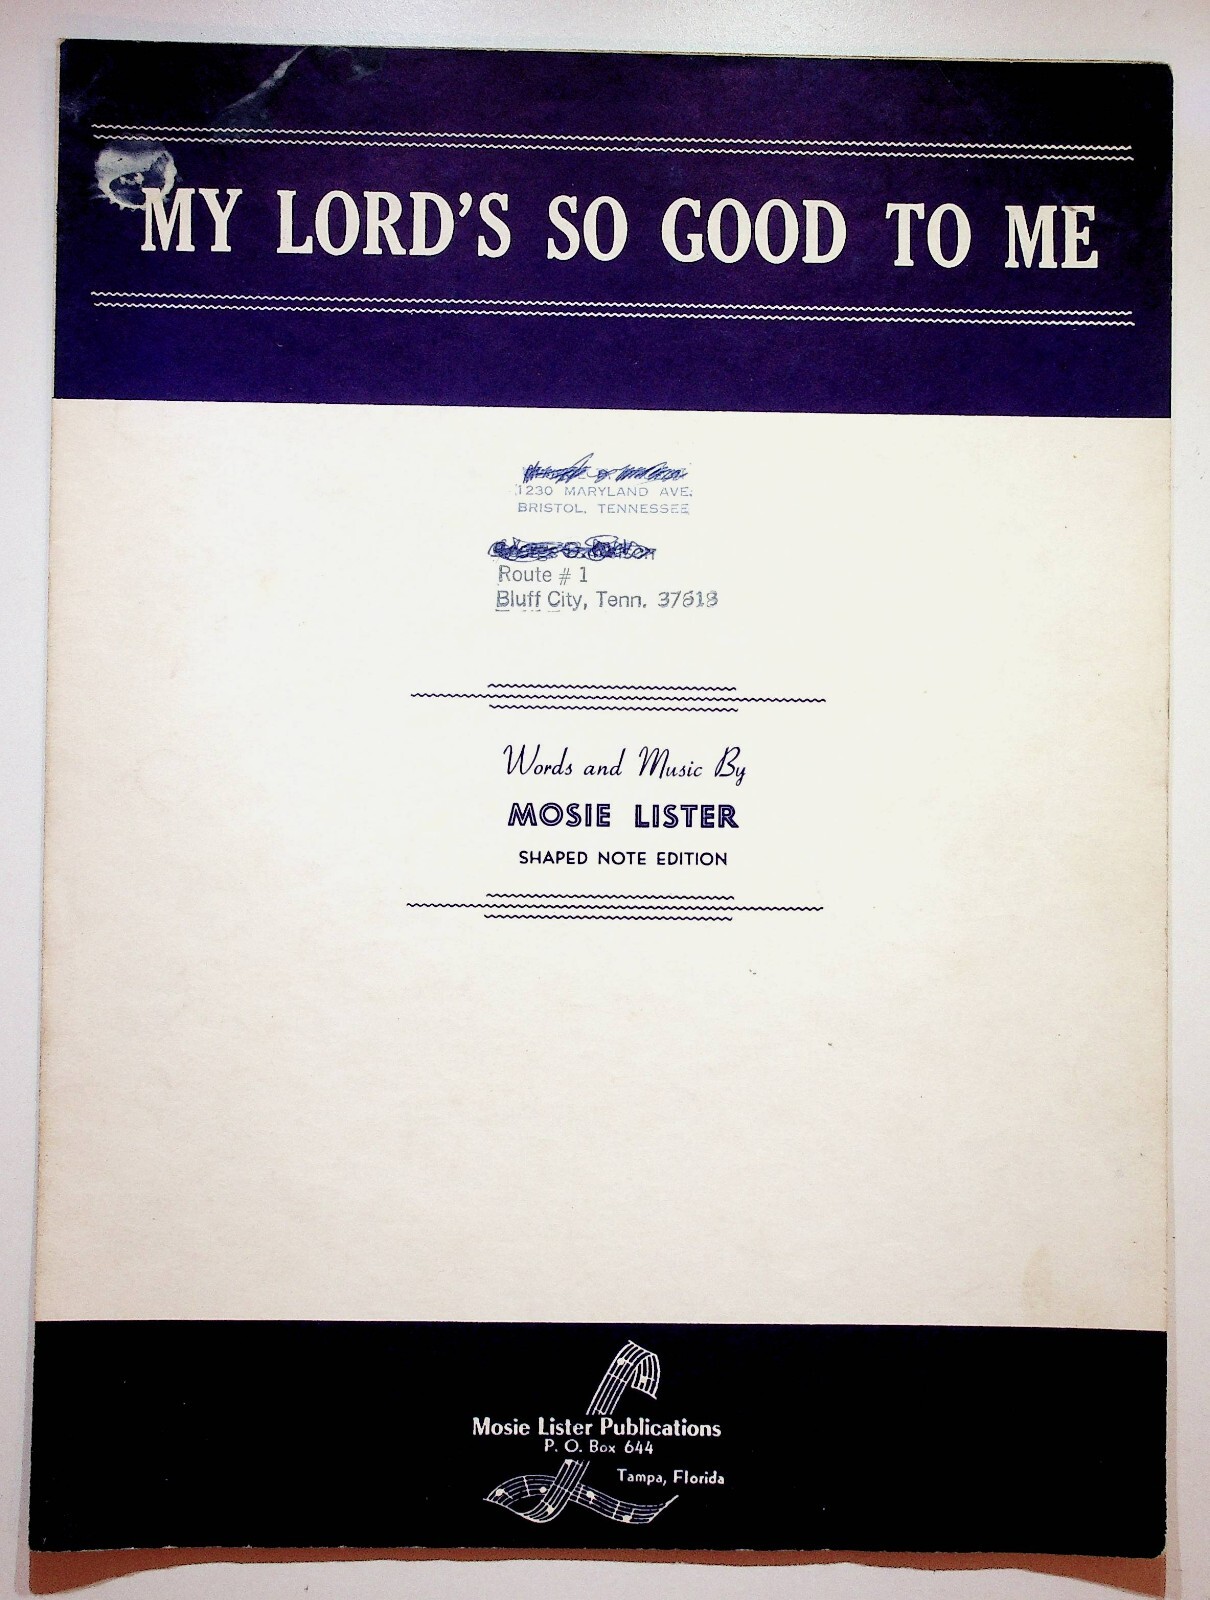 MY LORD'S SO GOOD TO ME
1230 MARYLAND AVE.
BRISTOL, TENNESSEE
Route # 1
Bluff City, Tenn. 37618
Words and Music By
MOSIE LISTER
SHAPED NOTE EDITION
Mosie Lister Publications
P. O. Box 644
Tampa, Florida